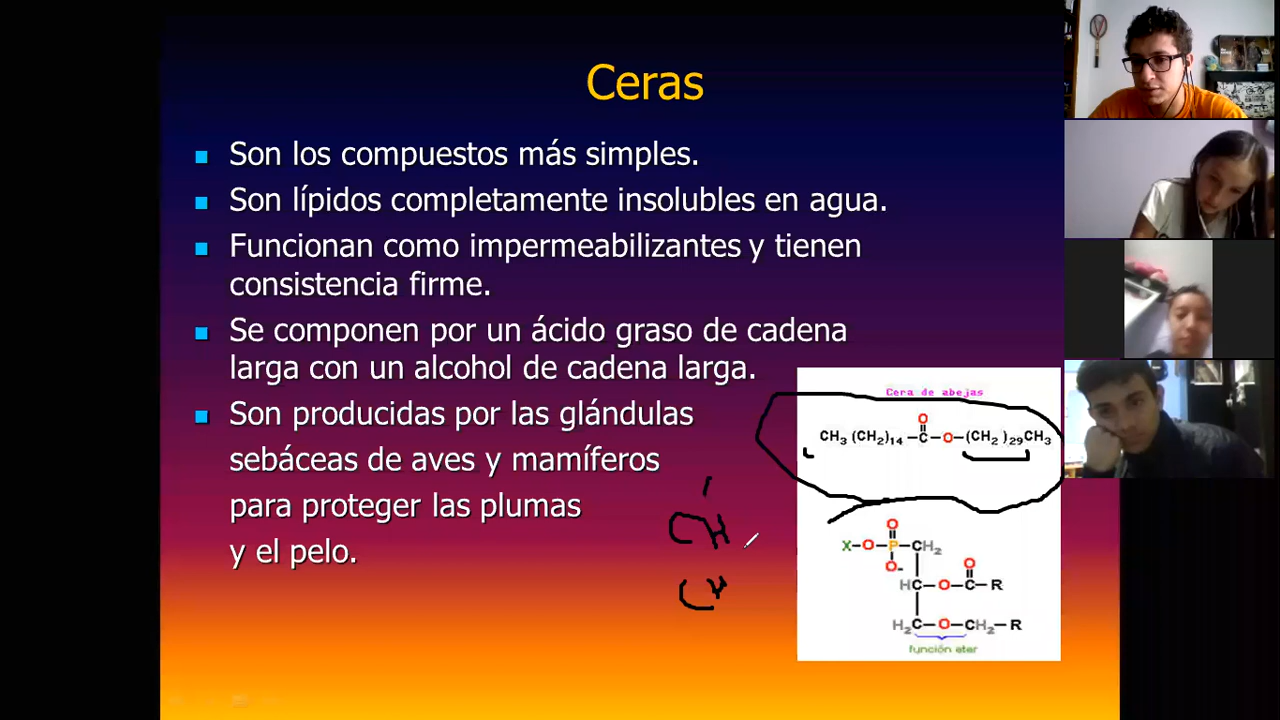 Ceras
Son los compuestos más simples.
Son lípidos completamente insolubles en agua.
Funcionan como impermeabilizantes y tienen
consistencia firme.
Se componen por un ácido graso de cadena
larga con un alcohol de cadena larga.
Son producidas por las glándulas
sebáceas de aves y mamíferos
para proteger las plumas
y el pelo.
Cera de abejas
O
CH3 (CH2)14—C—O—(CH2)29CH3
CH
O
X—O—P—CH2
O-
O
HC—O—C—R
H2C—O—CH2—R
función eter